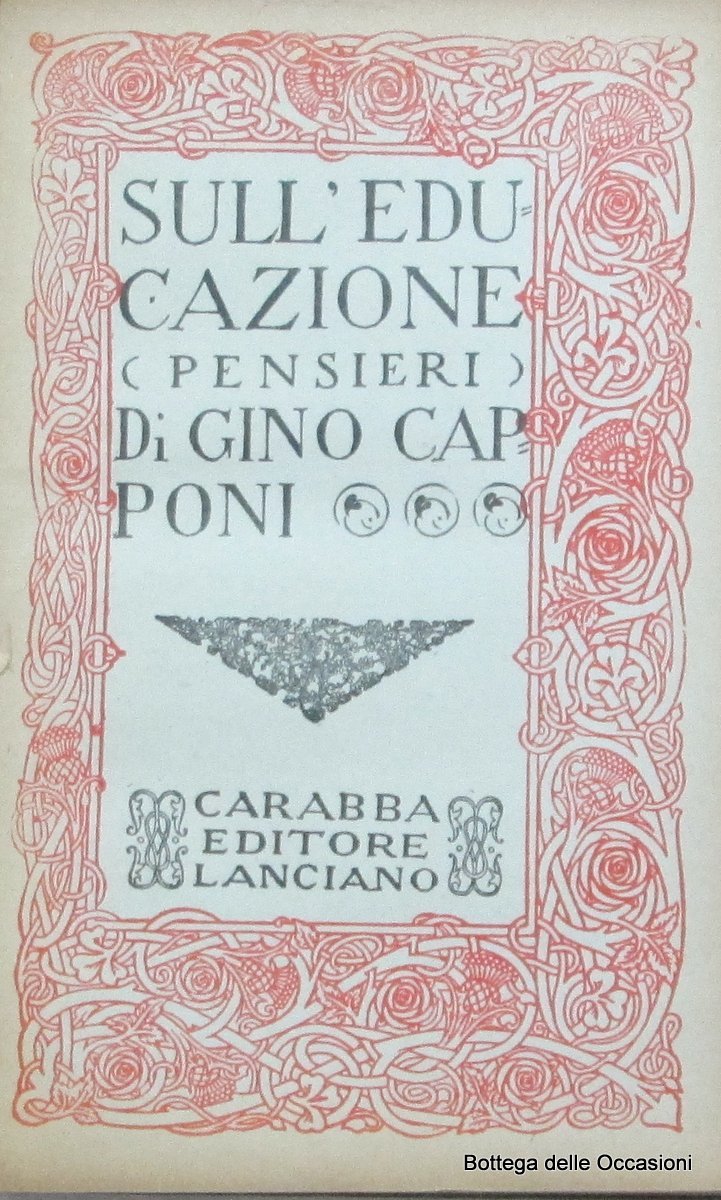 SULL'EDU=
CAZIONE
(PENSIERI)
Di GINO CAP=
PONI
CARABBA
EDITORE
LANCIANO
Bottega delle Occasioni